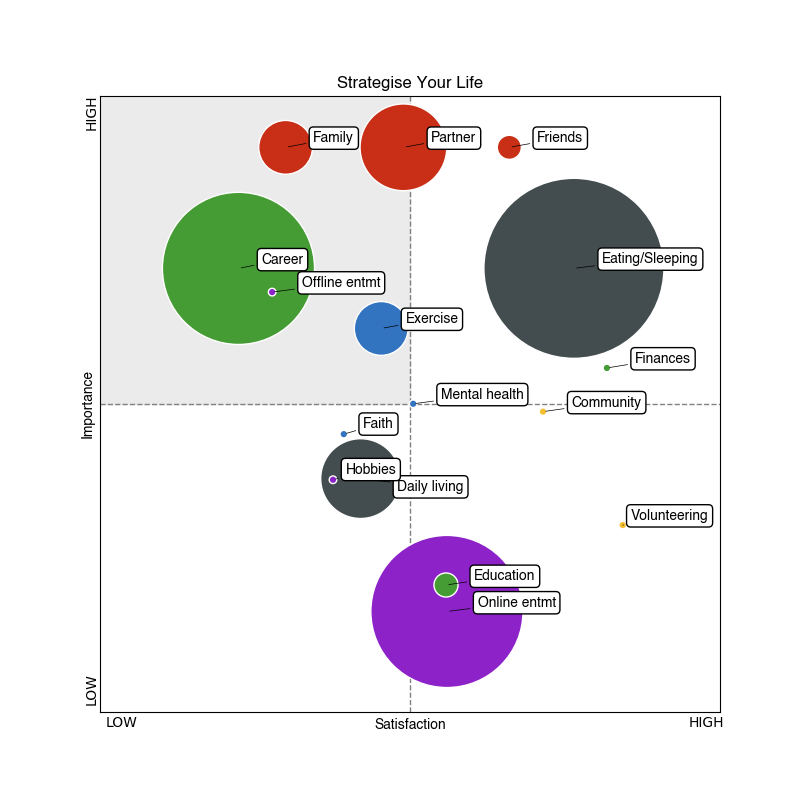 Strategise Your Life
HIGH
Family
Partner
Friends
Career
Eating/Sleeping
Offline entmt
Exercise
Finances
Importance
Mental health
Community
Faith
Hobbies
Daily living
Volunteering
Education
Online entmt
LOW
LOW
Satisfaction
HIGH